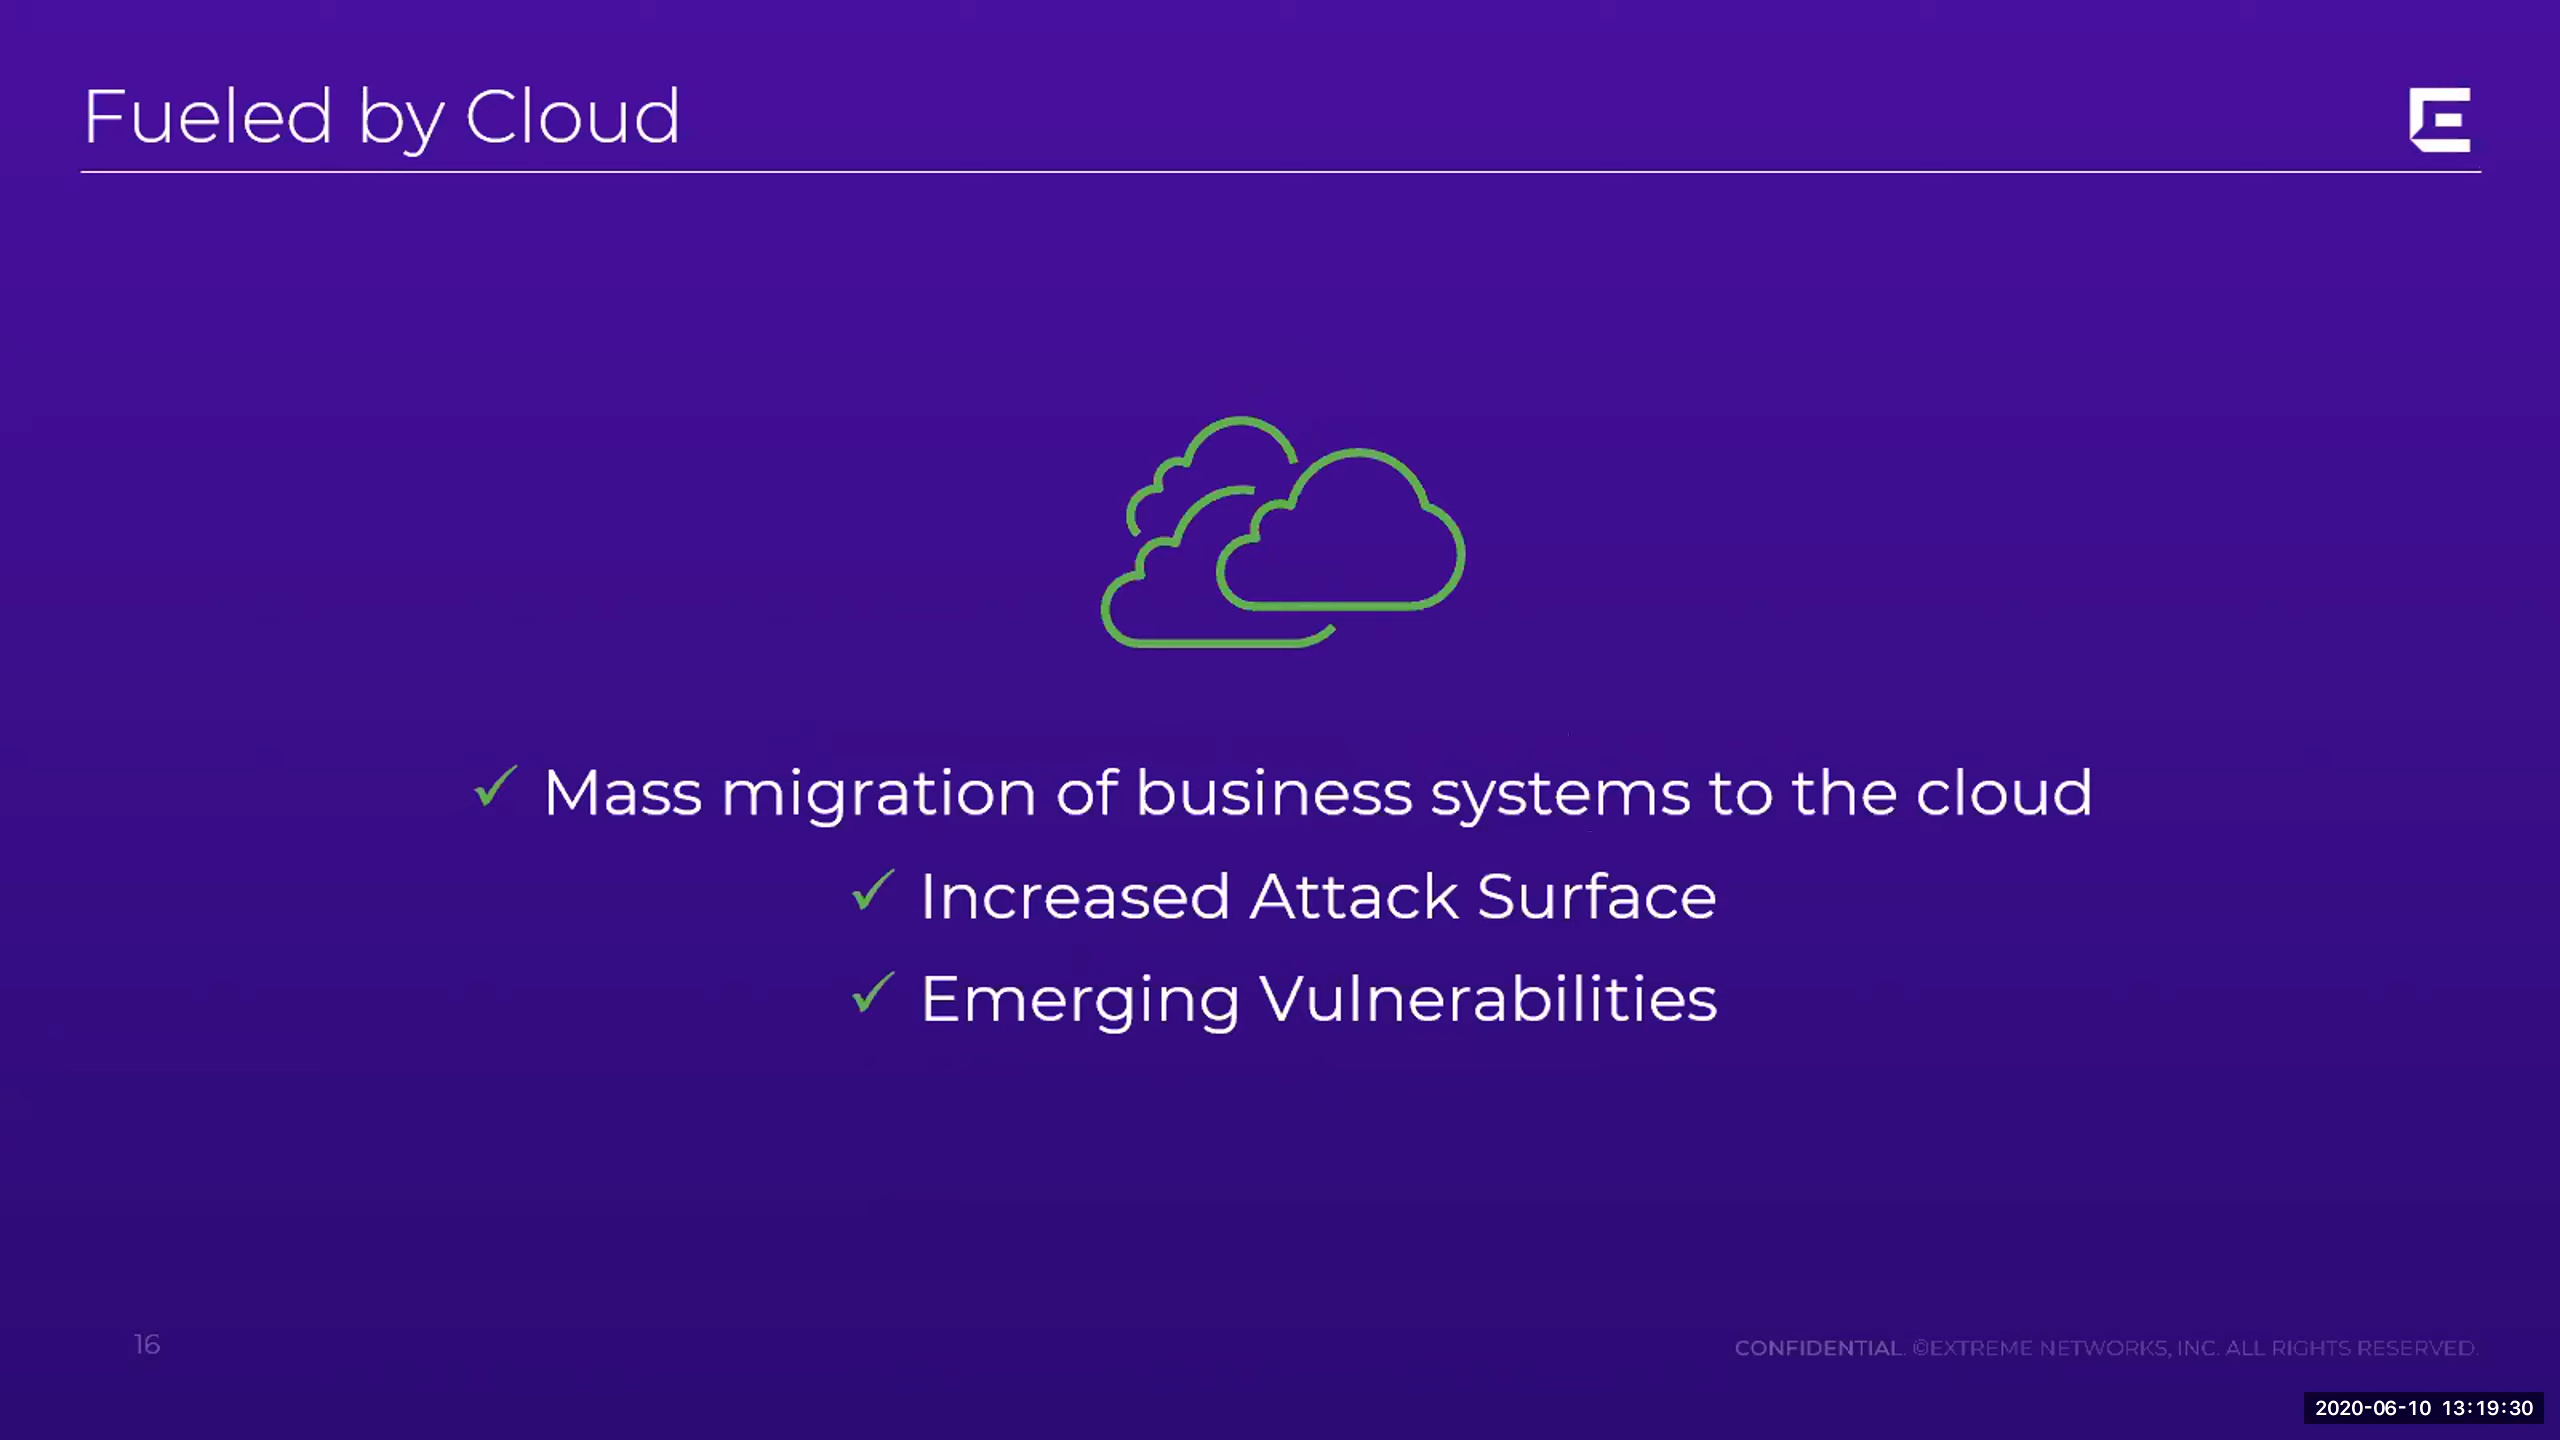 Fueled by Cloud
✓ Mass migration of business systems to the cloud
✓ Increased Attack Surface
✓ Emerging Vulnerabilities
16
CONFIDENTIAL. ©EXTREME NETWORKS, INC. ALL RIGHTS RESERVED.
2020-06-10 13:19:30